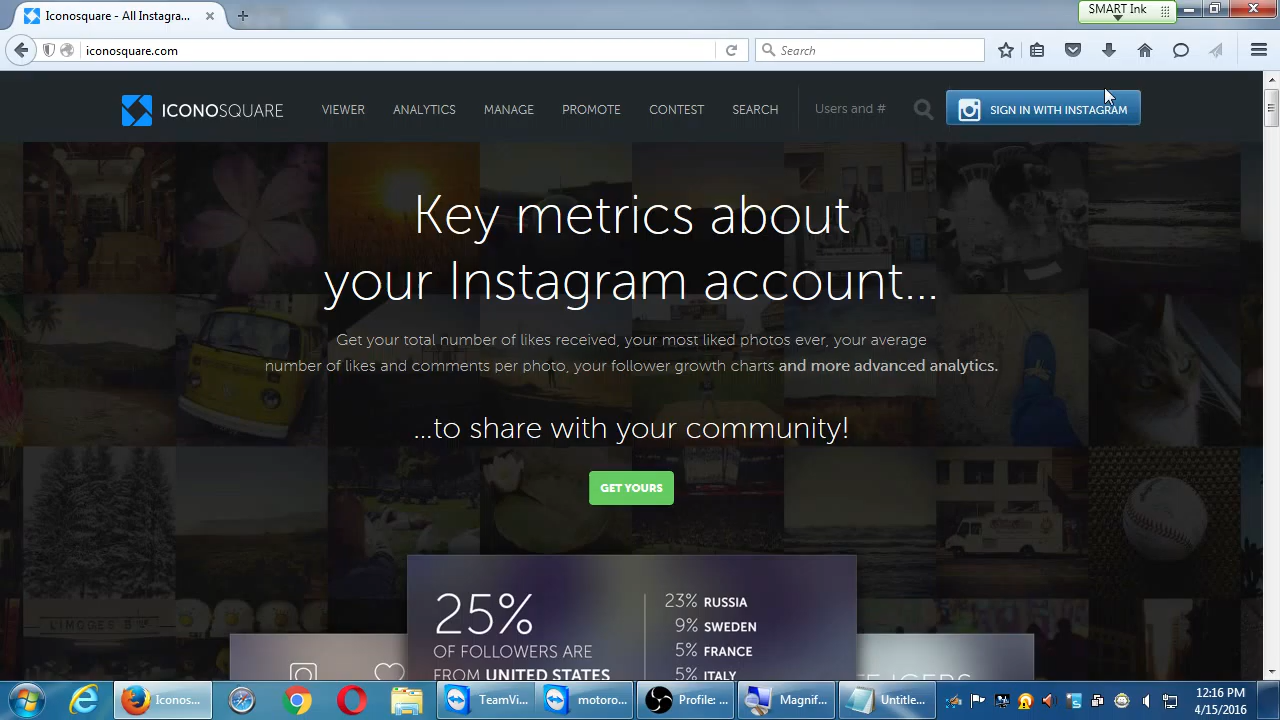 Iconosquare - All Instagra...
SMART Ink
iconosquare.com
Search
ICONOSQUARE
VIEWER
ANALYTICS
MANAGE
PROMOTE
CONTEST
SEARCH
Users and #
SIGN IN WITH INSTAGRAM
Key metrics about
your Instagram account...
Get your total number of likes received, your most liked photos ever, your average
number of likes and comments per photo, your follower growth charts and more advanced analytics.
...to share with your community!
GET YOURS
25%
OF FOLLOWERS ARE
FROM UNITED STATES
23% RUSSIA
9% SWEDEN
5% FRANCE
5% ITALY
Iconos...
TeamVi...
motoro...
Profile: ...
Magnif...
Untitle...
12:16 PM
4/15/2016